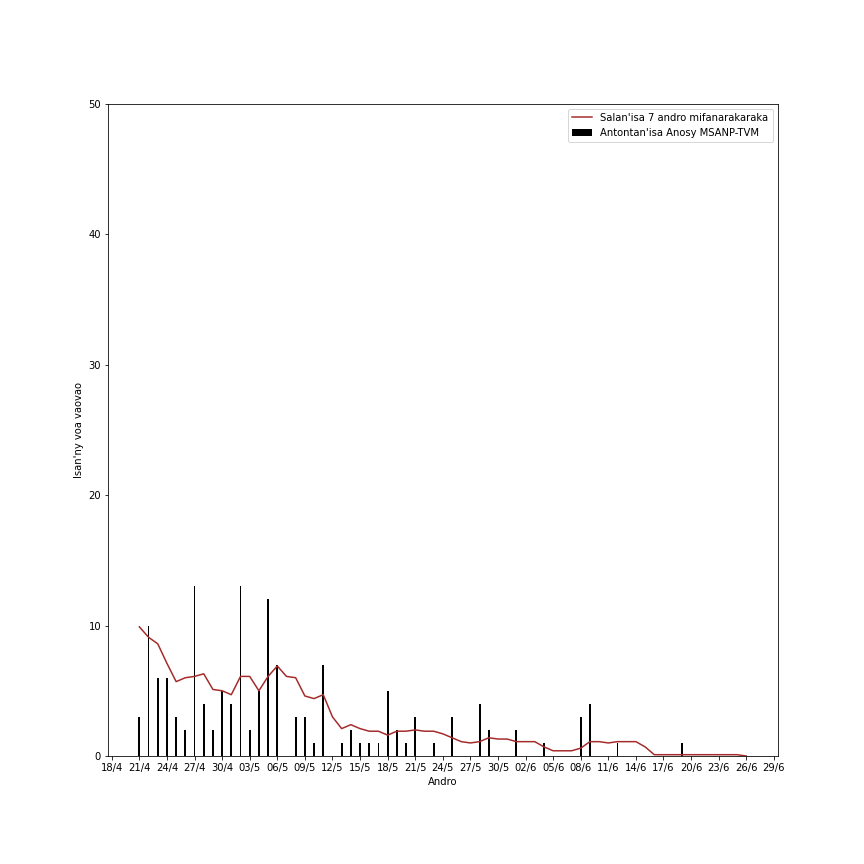 Salan'isa 7 andro mifanarakaraka
Antontan'isa Anosy MSANP-TVM
50
40
30
20
10
0
Isan'ny voa vaovao
18/4 21/4 24/4 27/4 30/4 03/5 06/5 09/5 12/5 15/5 18/5 21/5 24/5 27/5 30/5 02/6 05/6 08/6 11/6 14/6 17/6 20/6 23/6 26/6 29/6
Andro